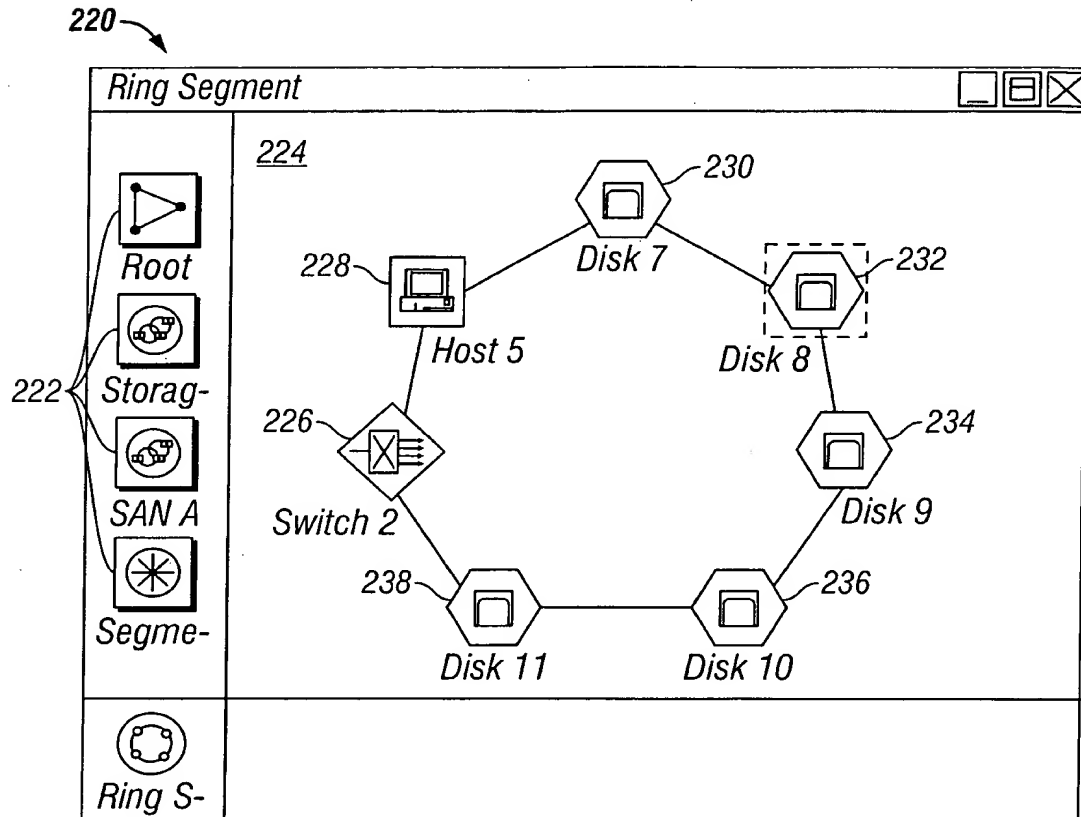 220
Ring Segment
224
230
Disk 7
228
Host 5
232
Disk 8
Root
Storag-
222
SAN A
Segme-
226
Switch 2
234
Disk 9
238
Disk 11
236
Disk 10
Ring S-